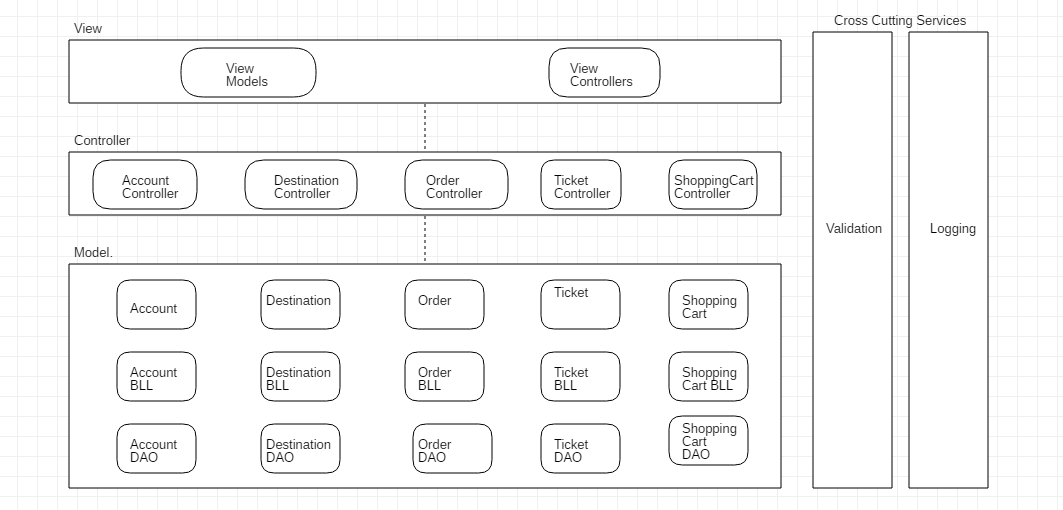 Cross Cutting Services
View
View
Models
View
Controllers
Controller
Account
Controller
Destination
Controller
Order
Controller
Ticket
Controller
ShoppingCart
Controller
Validation
Logging
Model.
Account
Destination
Order
Ticket
Shopping
Cart
Account
BLL
Destination
BLL
Order
BLL
Ticket
BLL
Shopping
Cart BLL
Account
DAO
Destination
DAO
Order
DAO
Ticket
DAO
Shopping
Cart
DAO